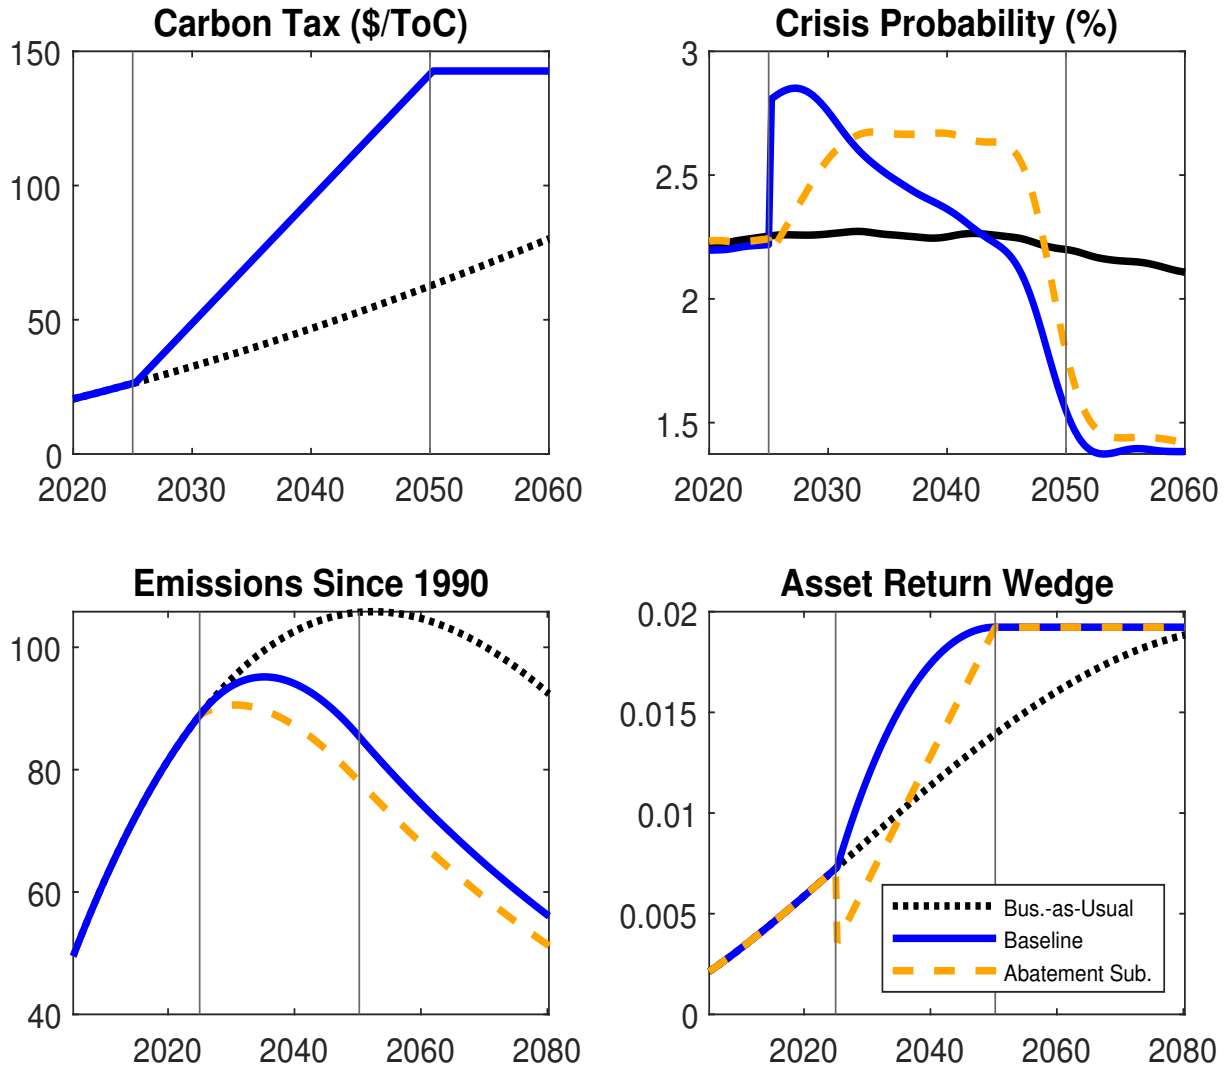 Carbon Tax ($/ToC)
150
100
50
0
2020 2030 2040 2050 2060
Crisis Probability (%)
3
2.5
2
1.5
2020 2030 2040 2050 2060
Emissions Since 1990
100
80
60
40
2020 2040 2060 2080
Asset Return Wedge
0.02
0.015
0.01
0.005
0
2020 2040 2060 2080
Bus.-as-Usual
Baseline
Abatement Sub.